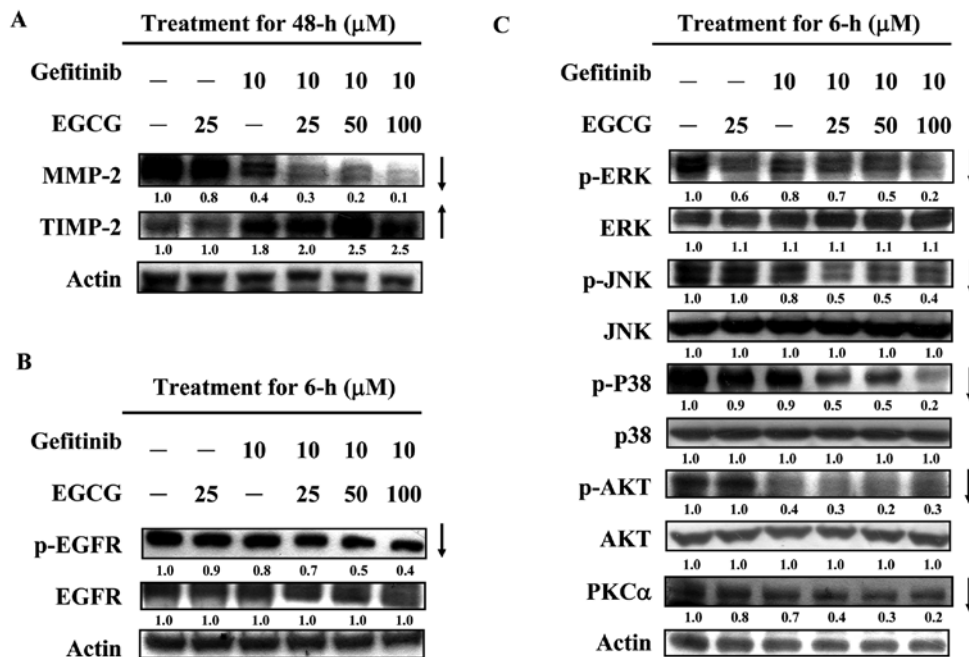 A
Treatment for 48-h (μM)
Gefitinib — — 10 10 10 10
EGCG — 25 — 25 50 100
MMP-2
1.0 0.8 0.4 0.3 0.2 0.1
TIMP-2
1.0 1.0 1.8 2.0 2.5 2.5
Actin
B
Treatment for 6-h (μM)
Gefitinib — — 10 10 10 10
EGCG — 25 — 25 50 100
p-EGFR
1.0 0.9 0.8 0.7 0.5 0.4
EGFR
1.0 1.0 1.0 1.0 1.0 1.0
Actin
C
Treatment for 6-h (μM)
Gefitinib — — 10 10 10 10
EGCG — 25 — 25 50 100
p-ERK
1.0 0.6 0.8 0.7 0.5 0.2
ERK
1.0 1.1 1.1 1.1 1.1 1.1
p-JNK
1.0 1.0 0.8 0.5 0.5 0.4
JNK
1.0 1.0 1.0 1.0 1.0 1.0
p-P38
1.0 0.9 0.9 0.5 0.5 0.2
p38
1.0 1.0 1.0 1.0 1.0 1.0
p-AKT
1.0 1.0 0.4 0.3 0.2 0.3
AKT
1.0 1.0 1.0 1.0 1.0 1.0
PKCα
1.0 0.8 0.7 0.4 0.3 0.2
Actin